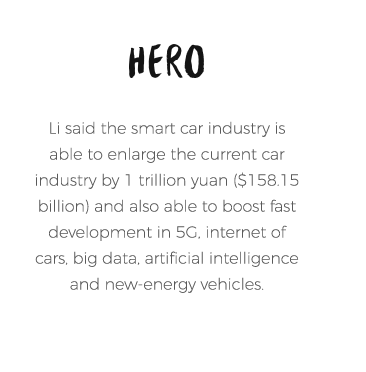 HERO
Li said the smart car industry is
able to enlarge the current car
industry by 1 trillion yuan ($158.15
billion) and also able to boost fast
development in 5G, internet of
cars, big data, artificial intelligence
and new-energy vehicles.